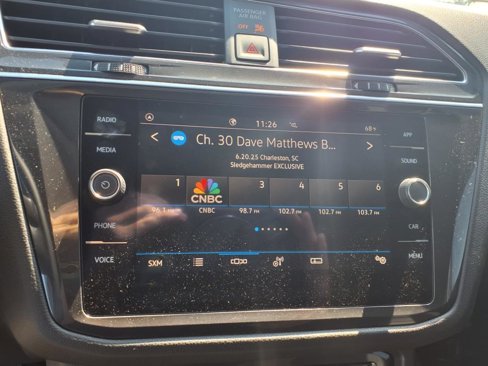 PASSENGER
AIR BAG
OFF
RADIO
MEDIA
PHONE
VOICE
11:26
68°F
Ch. 30 Dave Matthews B...
6.20.25 Charleston, SC
Sledgehammer EXCLUSIVE
1 3 4 5 6
CNBC
96.1 FM CNBC 98.7 FM 102.7 FM 102.7 FM 103.7 FM
SXM
APP
SOUND
CAR
MENU